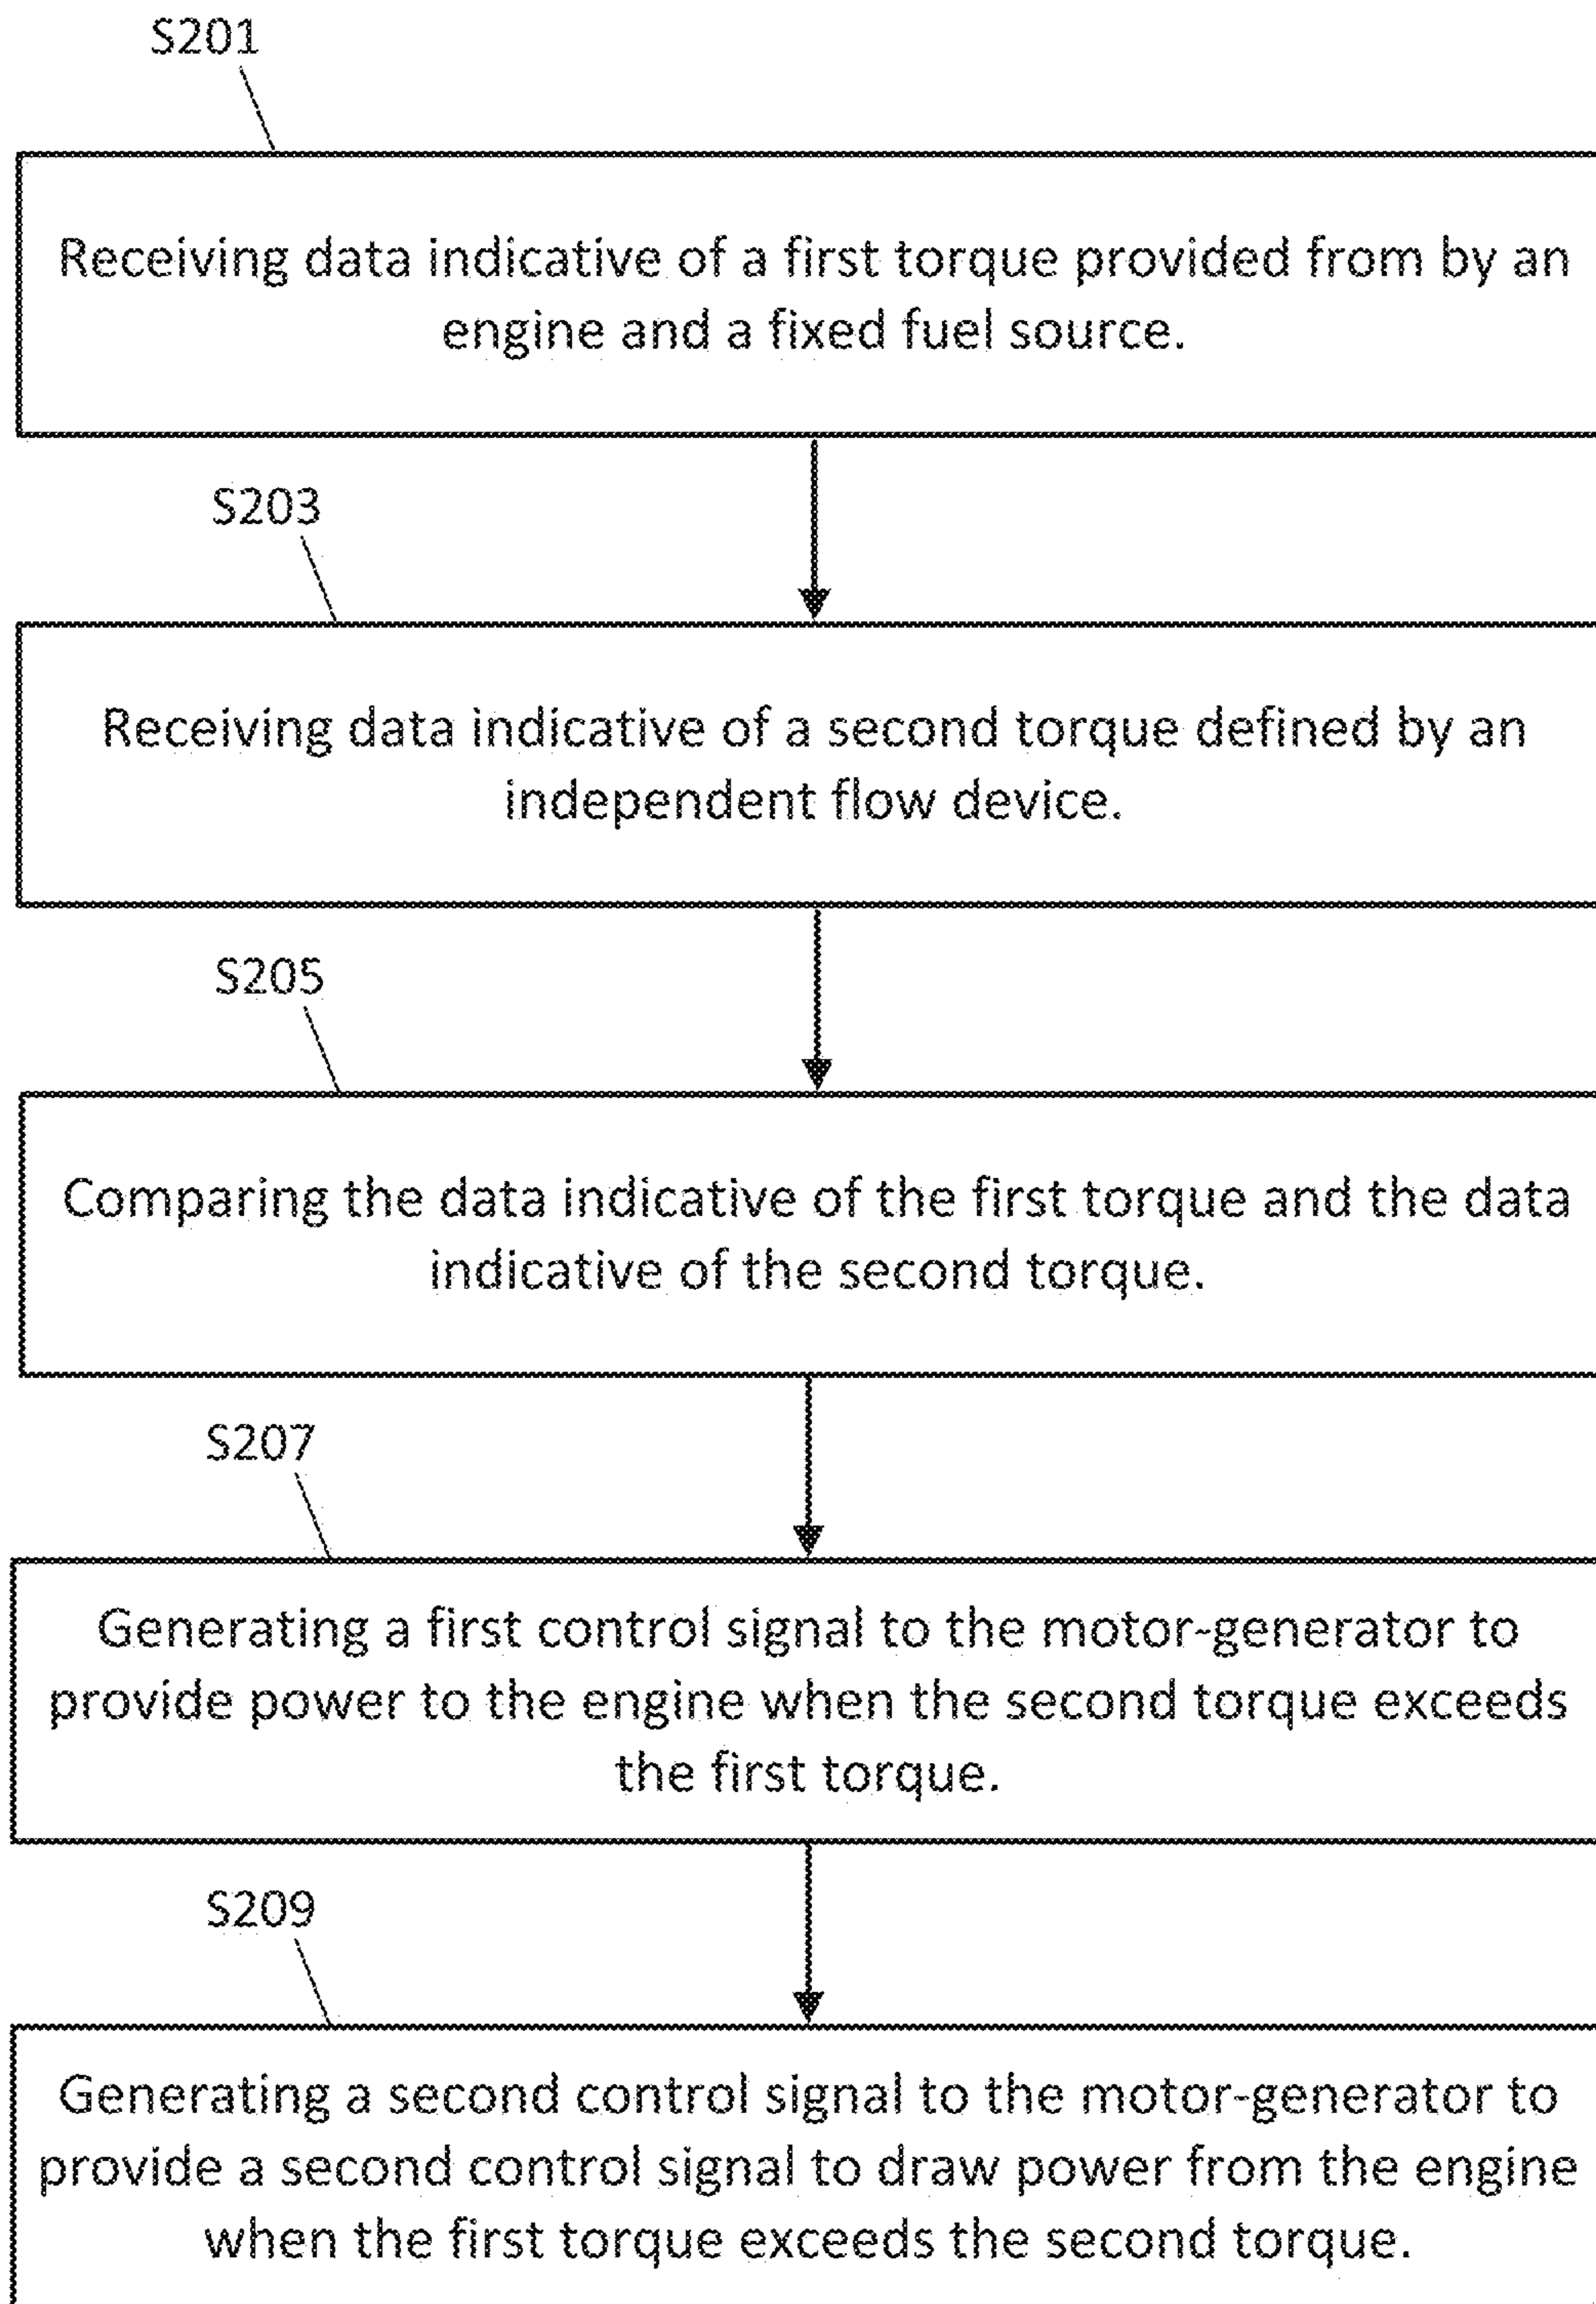 S201
Receiving data indicative of a first torque provided from by an
engine and a fixed fuel source.
S203
Receiving data indicative of a second torque defined by an
independent flow device.
S205
Comparing the data indicative of the first torque and the data
indicative of the second torque.
S207
Generating a first control signal to the motor-generator to
provide power to the engine when the second torque exceeds
the first torque.
S209
Generating a second control signal to the motor-generator to
provide a second control signal to draw power from the engine
when the first torque exceeds the second torque.